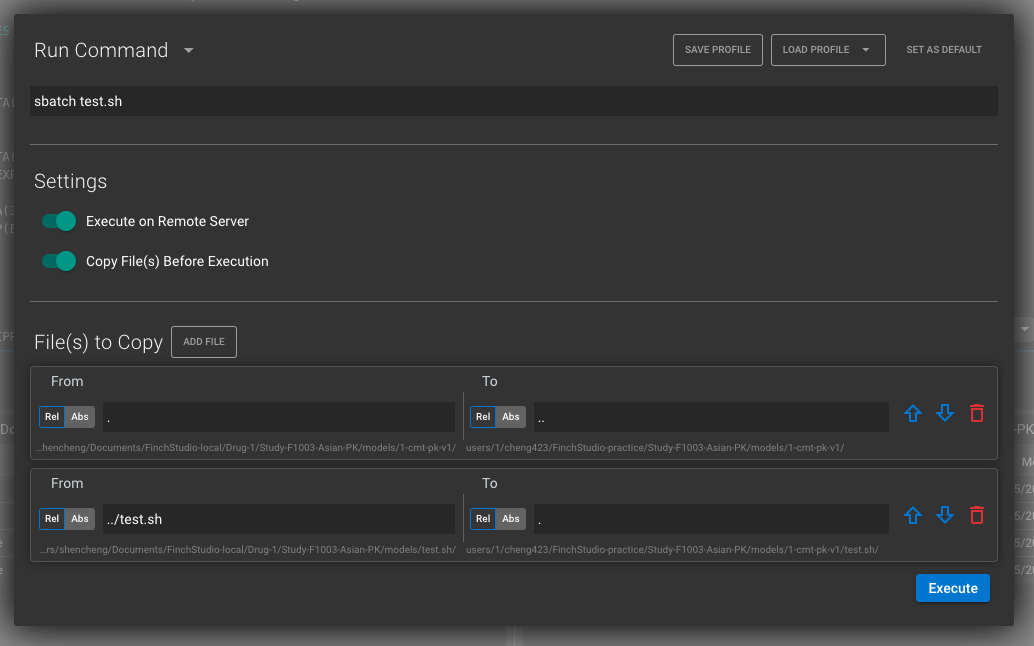 Run Command
SAVE PROFILE
LOAD PROFILE
SET AS DEFAULT
sbatch test.sh
Settings
Execute on Remote Server
Copy File(s) Before Execution
File(s) to Copy
ADD FILE
From
To
Rel Abs
.
Rel Abs
..
...hencheng/Documents/FinchStudio-local/Drug-1/Study-F1003-Asian-PK/models/1-cmt-pk-v1/
users/1/cheng423/FinchStudio-practice/Study-F1003-Asian-PK/models/1-cmt-pk-v1/
From
To
Rel Abs
../test.sh
Rel Abs
.
...rs/shencheng/Documents/FinchStudio-local/Drug-1/Study-F1003-Asian-PK/models/test.sh/
users/1/cheng423/FinchStudio-practice/Study-F1003-Asian-PK/models/1-cmt-pk-v1/test.sh/
Execute